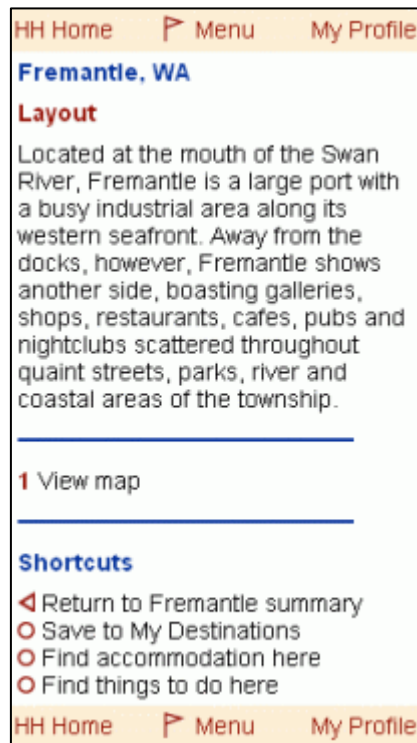 HH Home Menu My Profile
Fremantle, WA
Layout
Located at the mouth of the Swan
River, Fremantle is a large port with
a busy industrial area along its
western seafront. Away from the
docks, however, Fremantle shows
another side, boasting galleries,
shops, restaurants, cafes, pubs and
nightclubs scattered throughout
quaint streets, parks, river and
coastal areas of the township.
1 View map
Shortcuts
Return to Fremantle summary
Save to My Destinations
Find accommodation here
Find things to do here
HH Home Menu My Profile